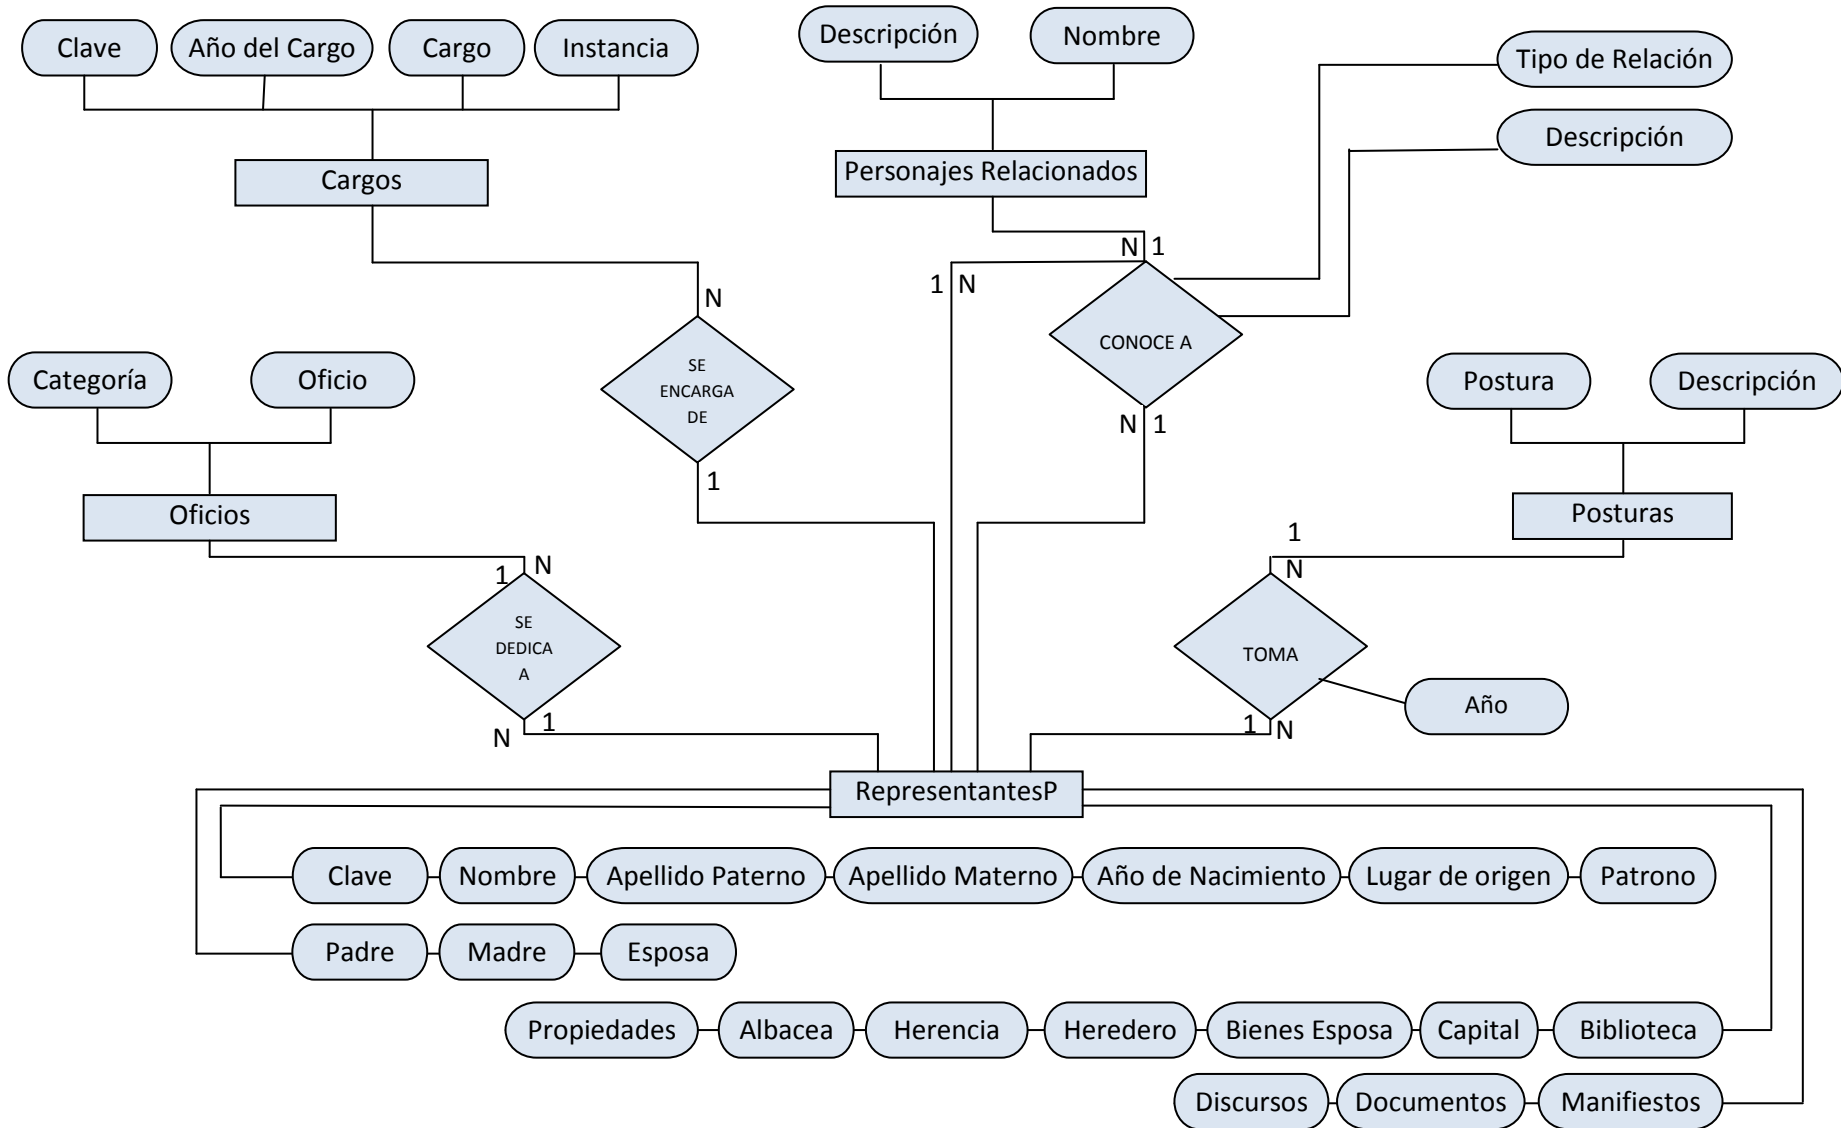 Clave
Año del Cargo
Cargo
Instancia
Descripción
Nombre
Tipo de Relación
Descripción
Cargos
Personajes Relacionados
N 1
1 N
N
SE
ENCARGA
DE
1
CONOCE A
N 1
Categoría
Oficio
Postura
Descripción
Oficios
Posturas
1 N
SE
DEDICA
A
N 1
1
N
TOMA
Año
1 N
RepresentantesP
Clave
Nombre
Apellido Paterno
Apellido Materno
Año de Nacimiento
Lugar de origen
Patrono
Padre
Madre
Esposa
Propiedades
Albacea
Herencia
Heredero
Bienes Esposa
Capital
Biblioteca
Discursos
Documentos
Manifiestos